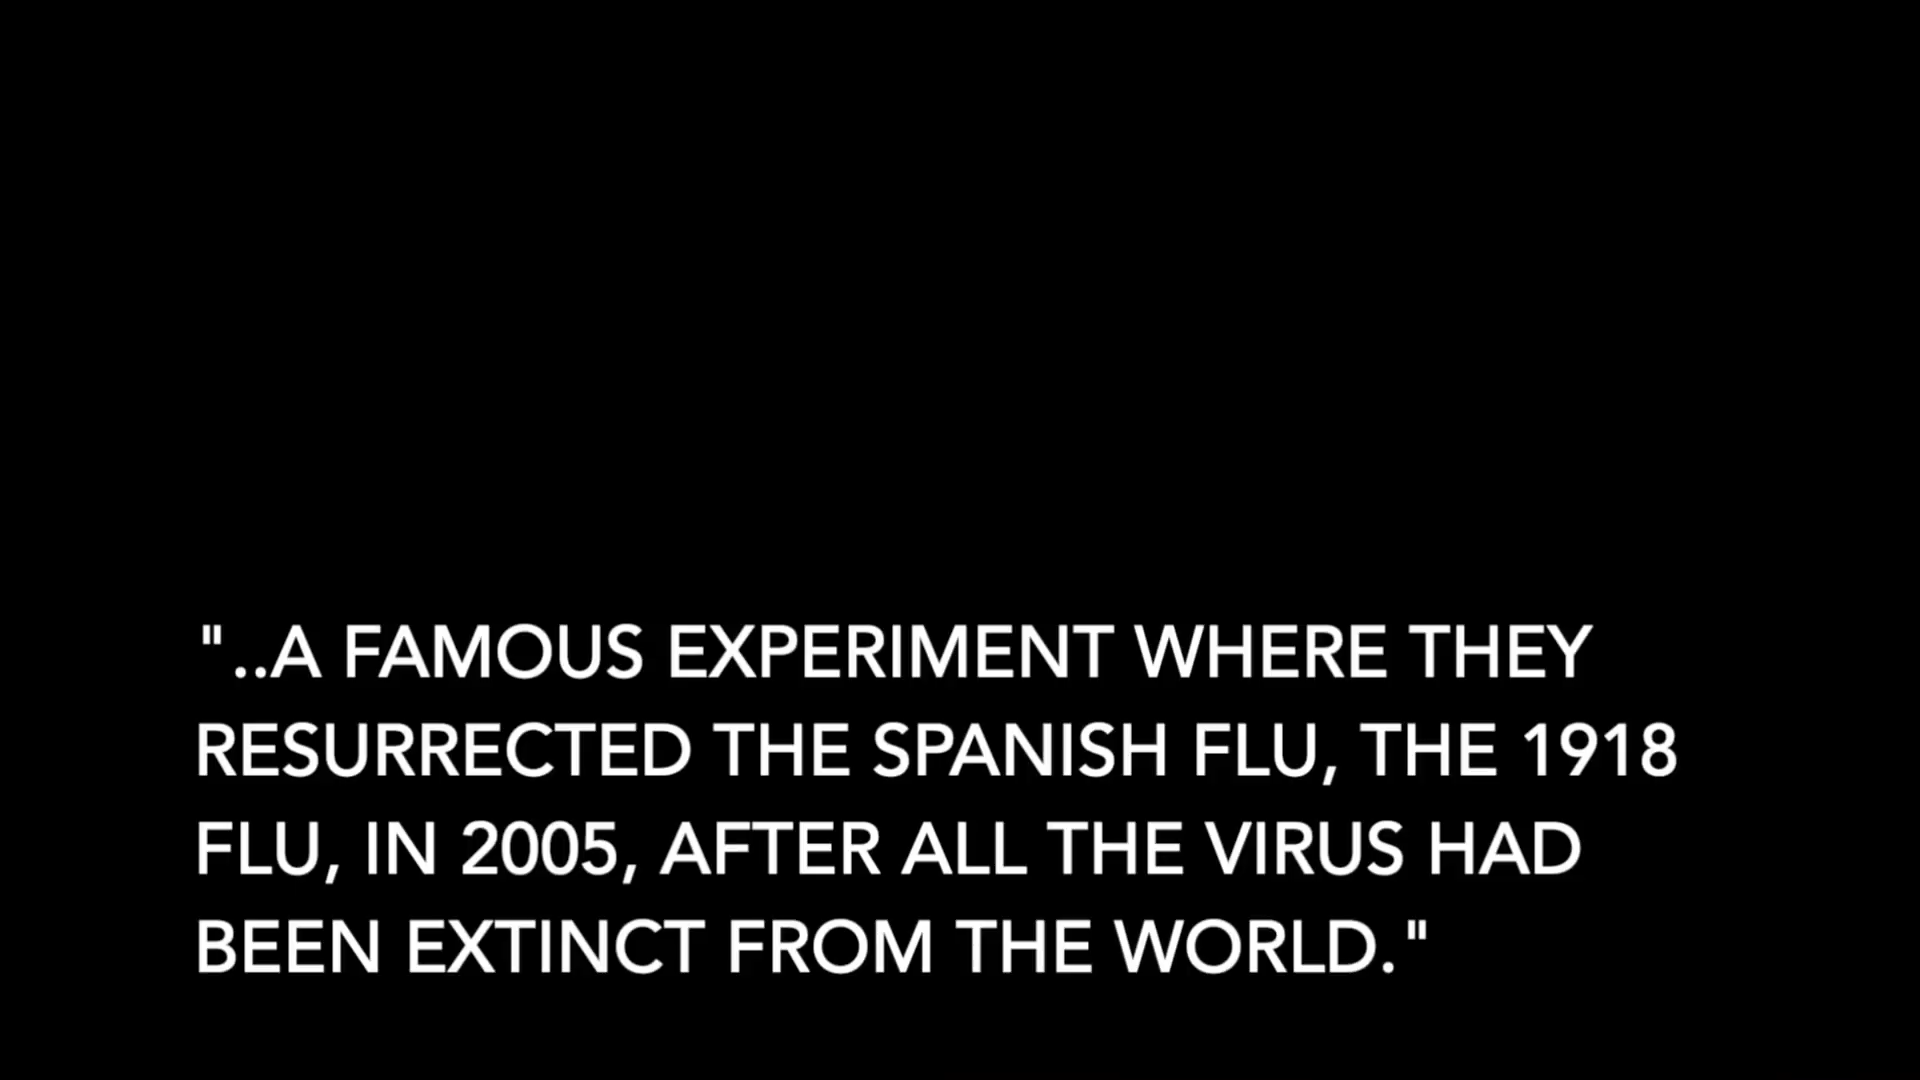 "..A FAMOUS EXPERIMENT WHERE THEY
RESURRECTED THE SPANISH FLU, THE 1918
FLU, IN 2005, AFTER ALL THE VIRUS HAD
BEEN EXTINCT FROM THE WORLD."